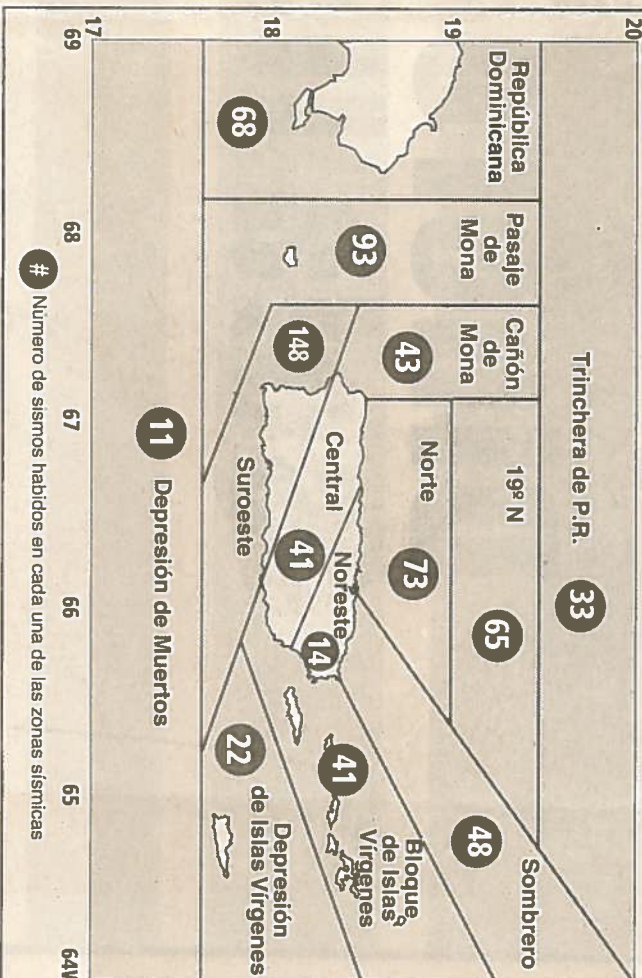 20
19
18
17
Trinchera de P.R.
33
República
Dominicana
68
Pasaje
de
Mona
93
Cañón
de
Mona
43
148
19º N
65
Norte
73
Sombrero
48
Central
41
Noreste
14
Suroeste
Bloque
de Islas
Vírgenes
41
Depresión
de Islas Vírgenes
22
11
Depresión de Muertos
69
68
67
66
65
64W
# Número de sismos habidos en cada una de las zonas sísmicas